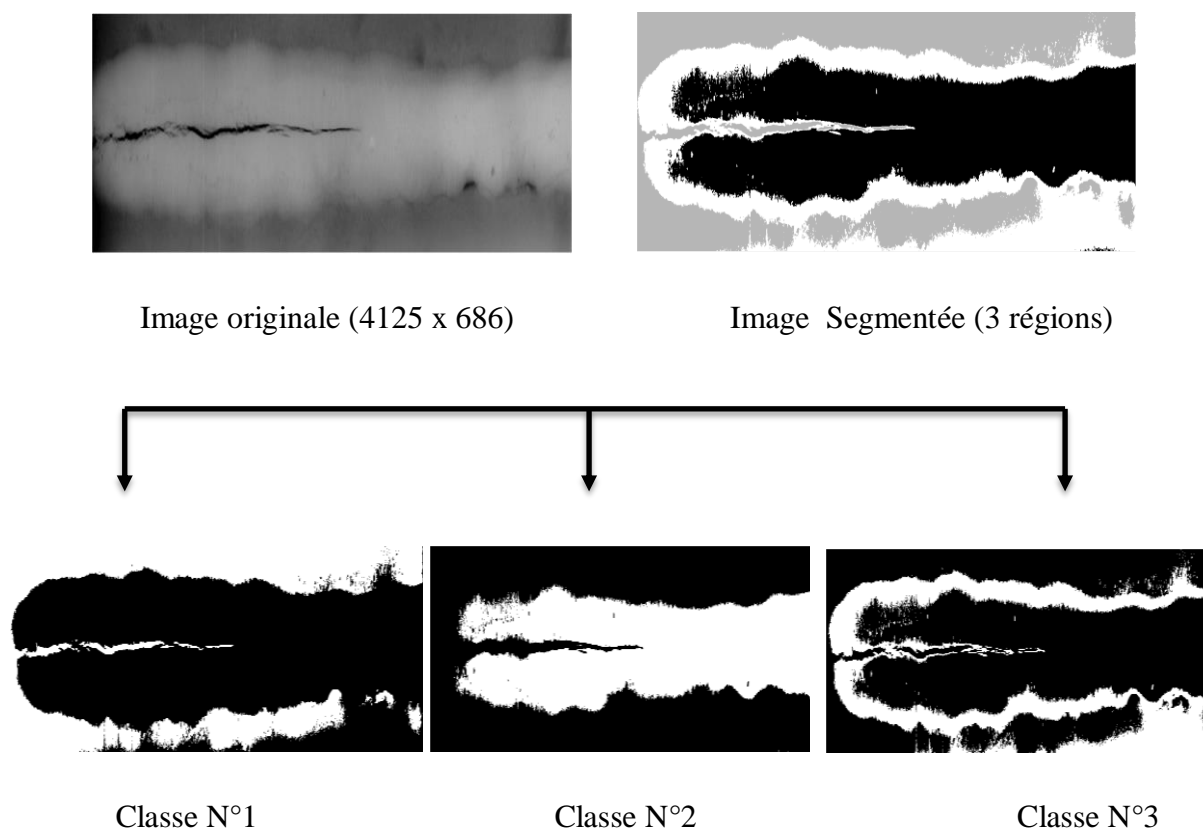 Image originale (4125 x 686)
Image Segmentée (3 régions)
Classe N°1
Classe N°2
Classe N°3